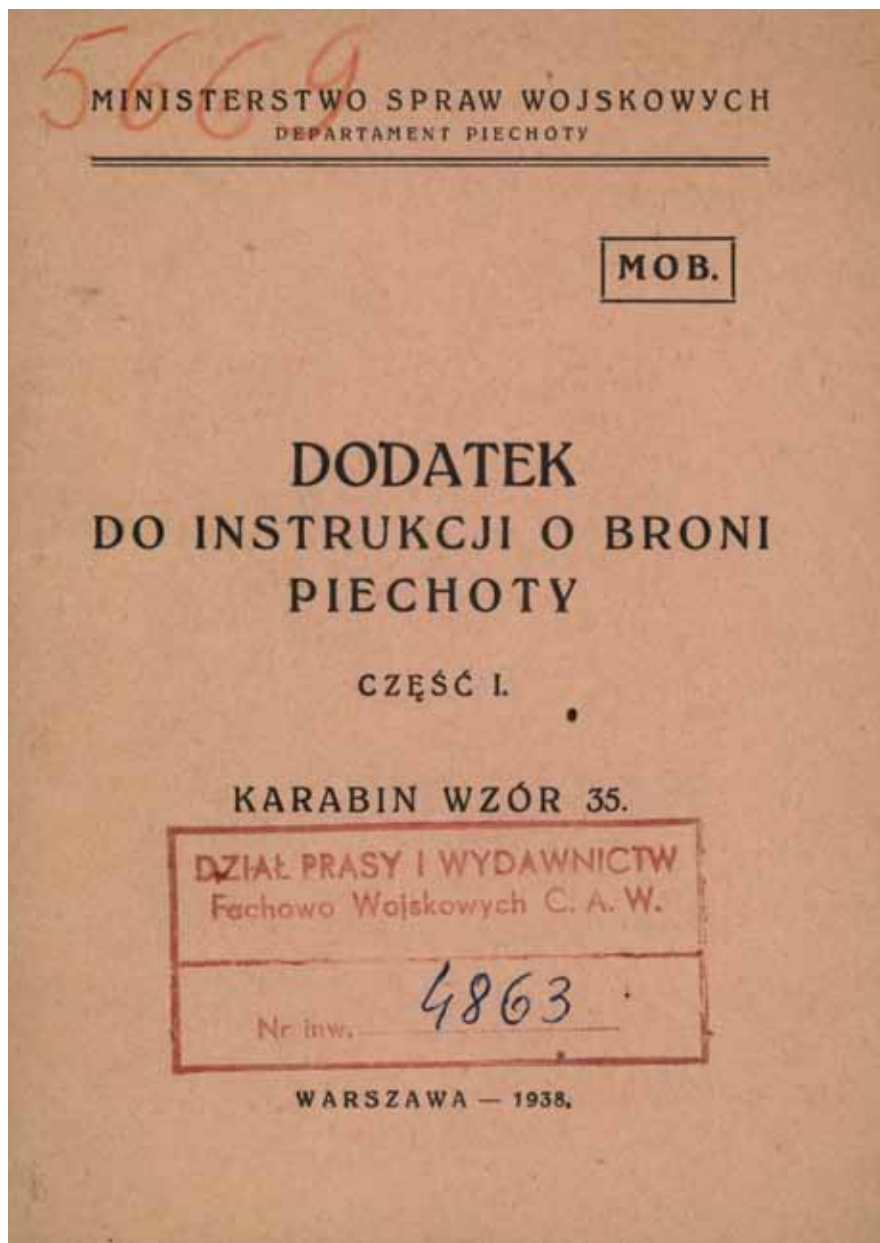 5669
MINISTERSTWO SPRAW WOJSKOWYCH
DEPARTAMENT PIECHOTY
MOB.
DODATEK
DO INSTRUKCJI O BRONI
PIECHOTY
CZĘŚĆ I.
KARABIN WZÓR 35.
DZIAŁ PRASY I WYDAWNICTW
Fachowo Wojskowych C. A. W.
Nr inw. 4863
WARSZAWA — 1938.